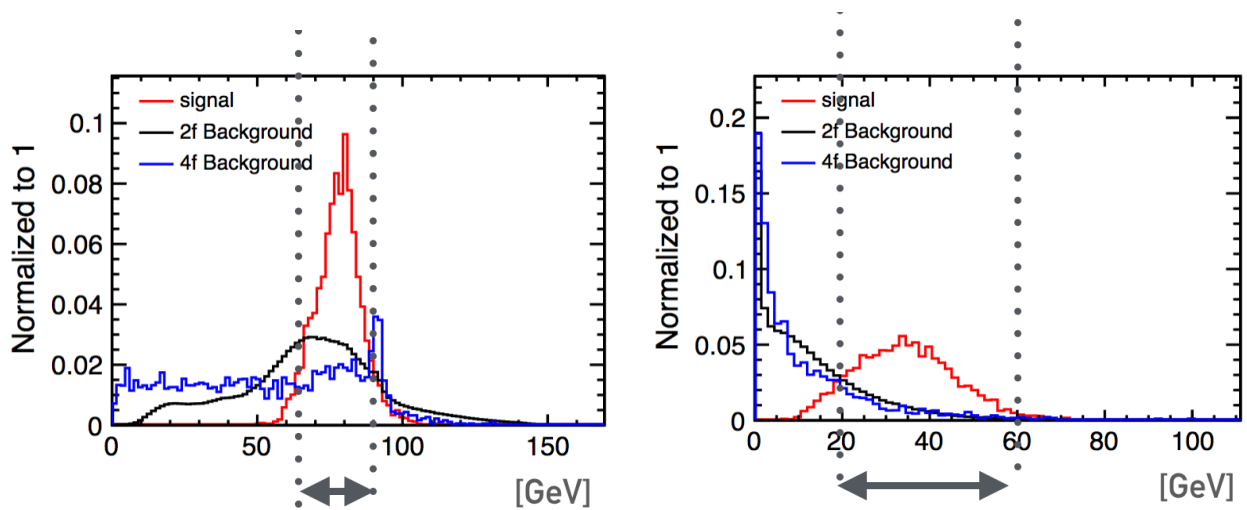 signal
2f Background
4f Background
Normalized to 1
0.1
0.08
0.06
0.04
0.02
0
0 50 100 150
[GeV]
signal
2f Background
4f Background
Normalized to 1
0.2
0.15
0.1
0.05
0
0 20 40 60 80 100
[GeV]